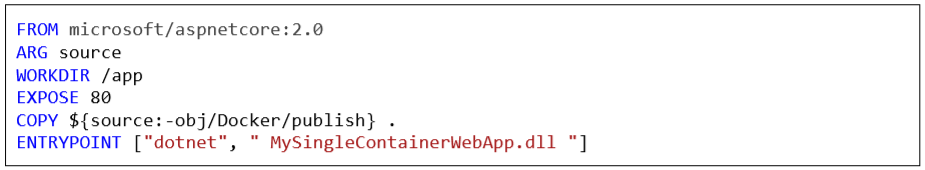 FROM microsoft/aspnetcore:2.0
ARG source
WORKDIR /app
EXPOSE 80
COPY ${source:-obj/Docker/publish} .
ENTRYPOINT ["dotnet", " MySingleContainerWebApp.dll "]